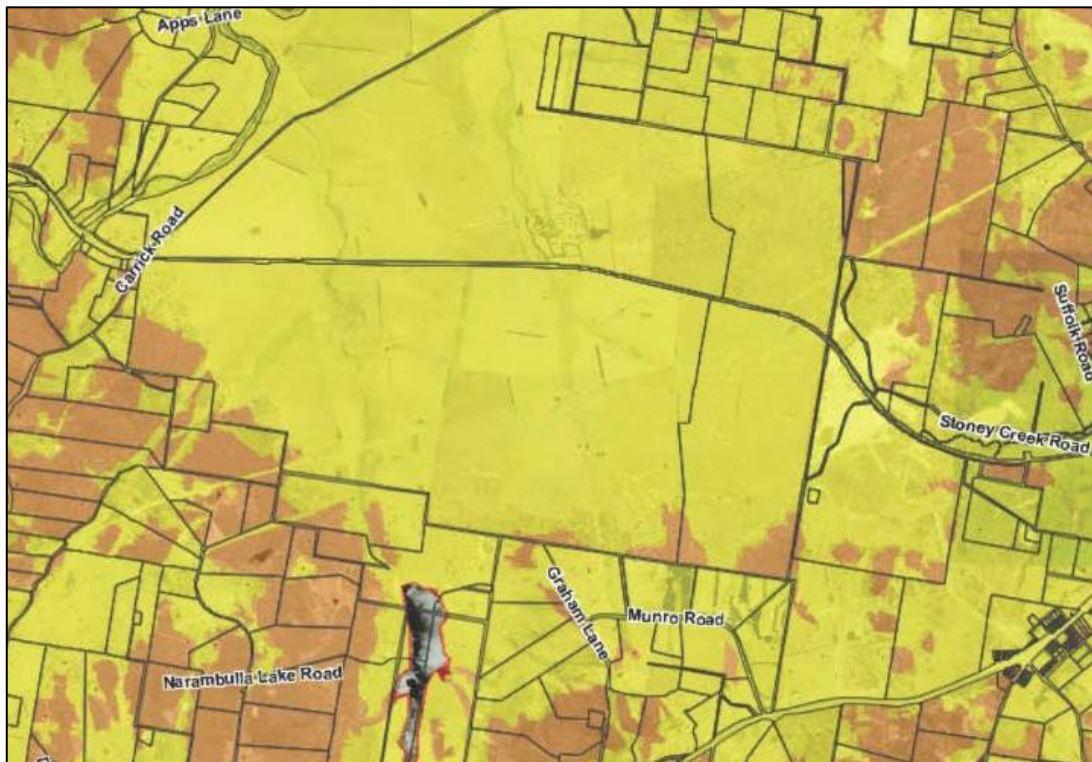 Apps Lane
Carrick Road
Suffolk Road
Stoney Creek Road
Graham Lane
Munro Road
Narambulla Lake Road